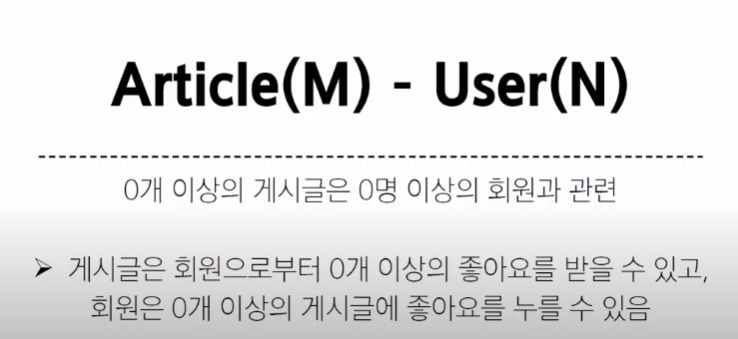 Article(M) - User(N)
0개 이상의 게시글은 0명 이상의 회원과 관련
➢ 게시글은 회원으로부터 0개 이상의 좋아요를 받을 수 있고,
회원은 0개 이상의 게시글에 좋아요를 누를 수 있음